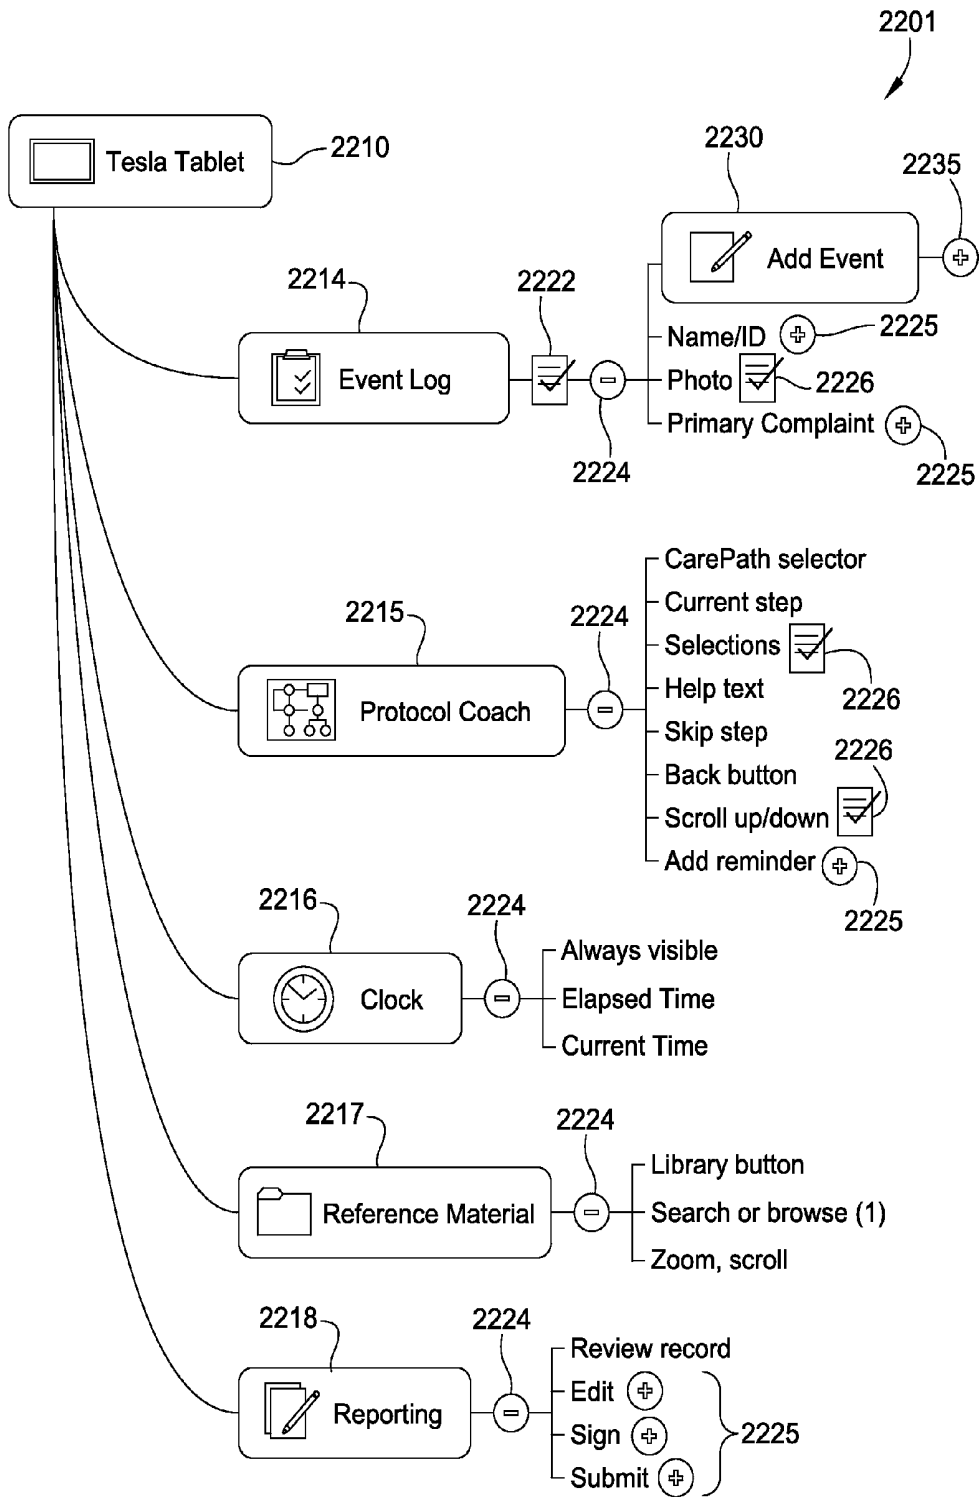 2201
Tesla Tablet
2210
2230
2235
Add Event
2214
2222
Event Log
Name/ID
2225
Photo
2226
Primary Complaint
2224
2225
CarePath selector
Current step
2215
2224
Selections
2226
Help text
Protocol Coach
Skip step
2226
Back button
Scroll up/down
Add reminder
2225
2216
2224
Always visible
Clock
Elapsed Time
Current Time
2217
2224
Library button
Reference Material
Search or browse (1)
Zoom, scroll
2218
2224
Review record
Edit
Reporting
Sign
2225
Submit